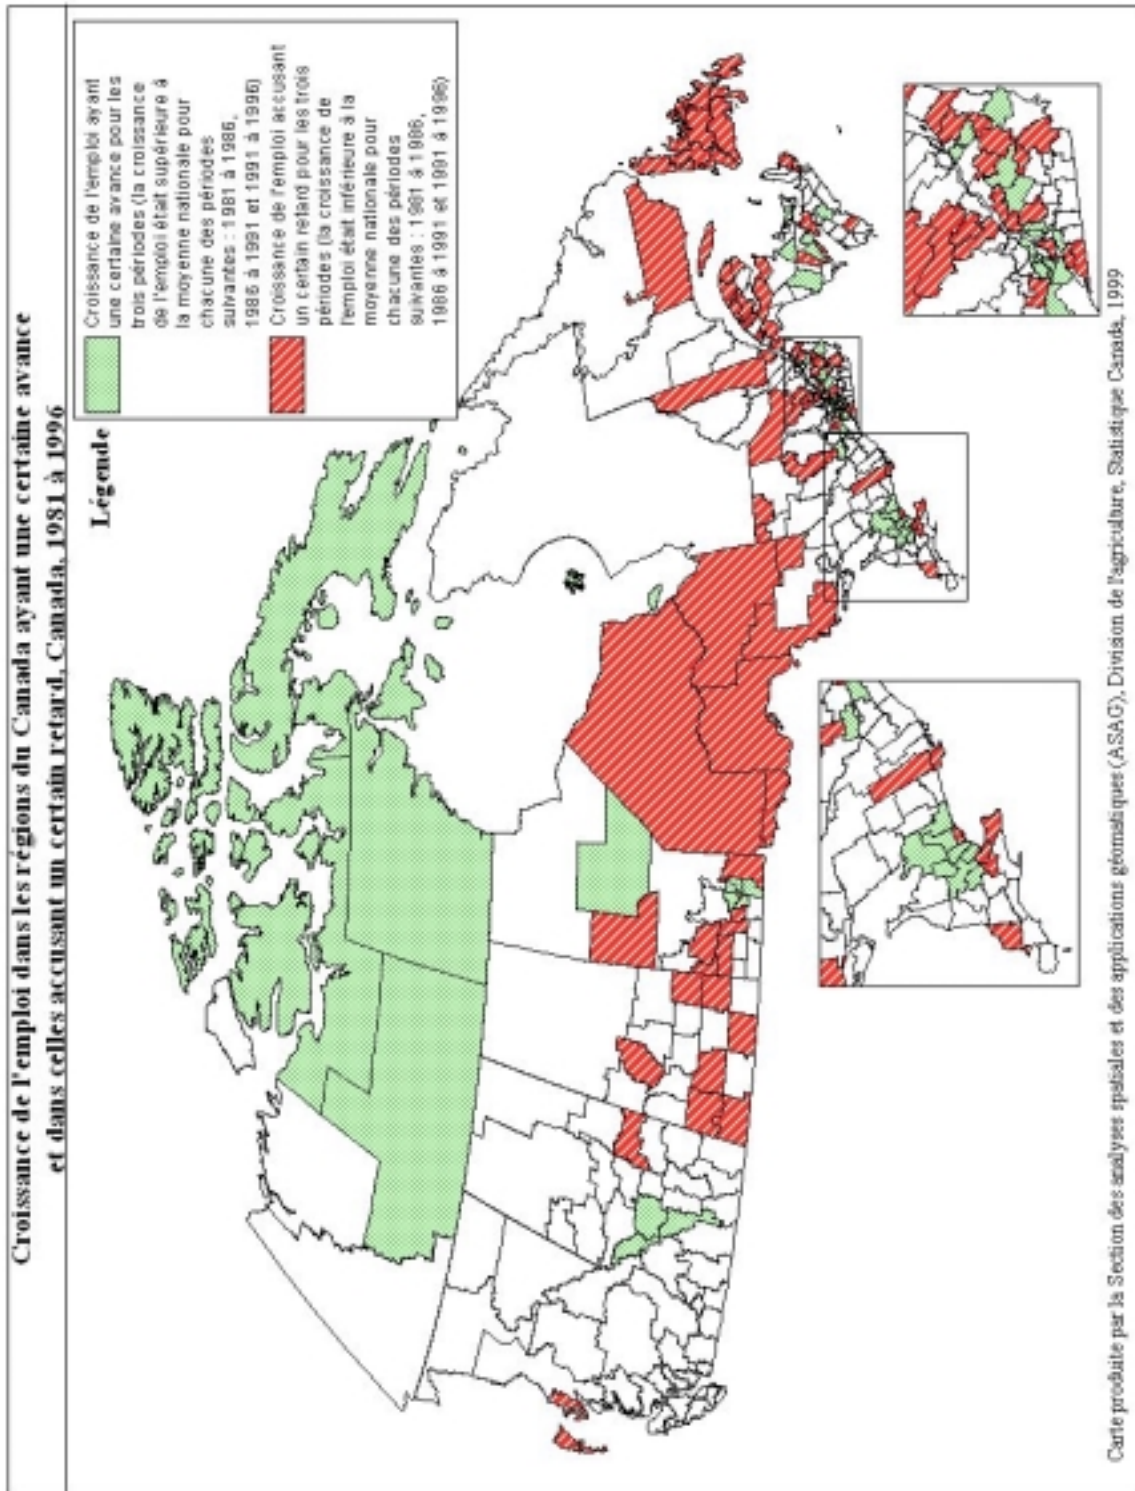 Croissance de l'emploi dans les régions du Canada ayant une certaine avance
et dans celles accusant un certain retard, Canada, 1981 à 1996
Légende
Croissance de l'emploi ayant
une certaine avance pour les
trois périodes (la croissance
de l'emploi était supérieure à
la moyenne nationale pour
chacune des périodes
suivantes : 1981 à 1986,
1986 à 1991 et 1991 à 1996)
Croissance de l'emploi accusant
un certain retard pour les trois
périodes (la croissance de
l'emploi était inférieure à la
moyenne nationale pour
chacune des périodes
suivantes : 1981 à 1986,
1986 à 1991 et 1991 à 1996)
Carte produite par la Section des analyses spatiales et des applications géomatiques (ASAG), Division de l'agriculture, Statistique Canada, 1999